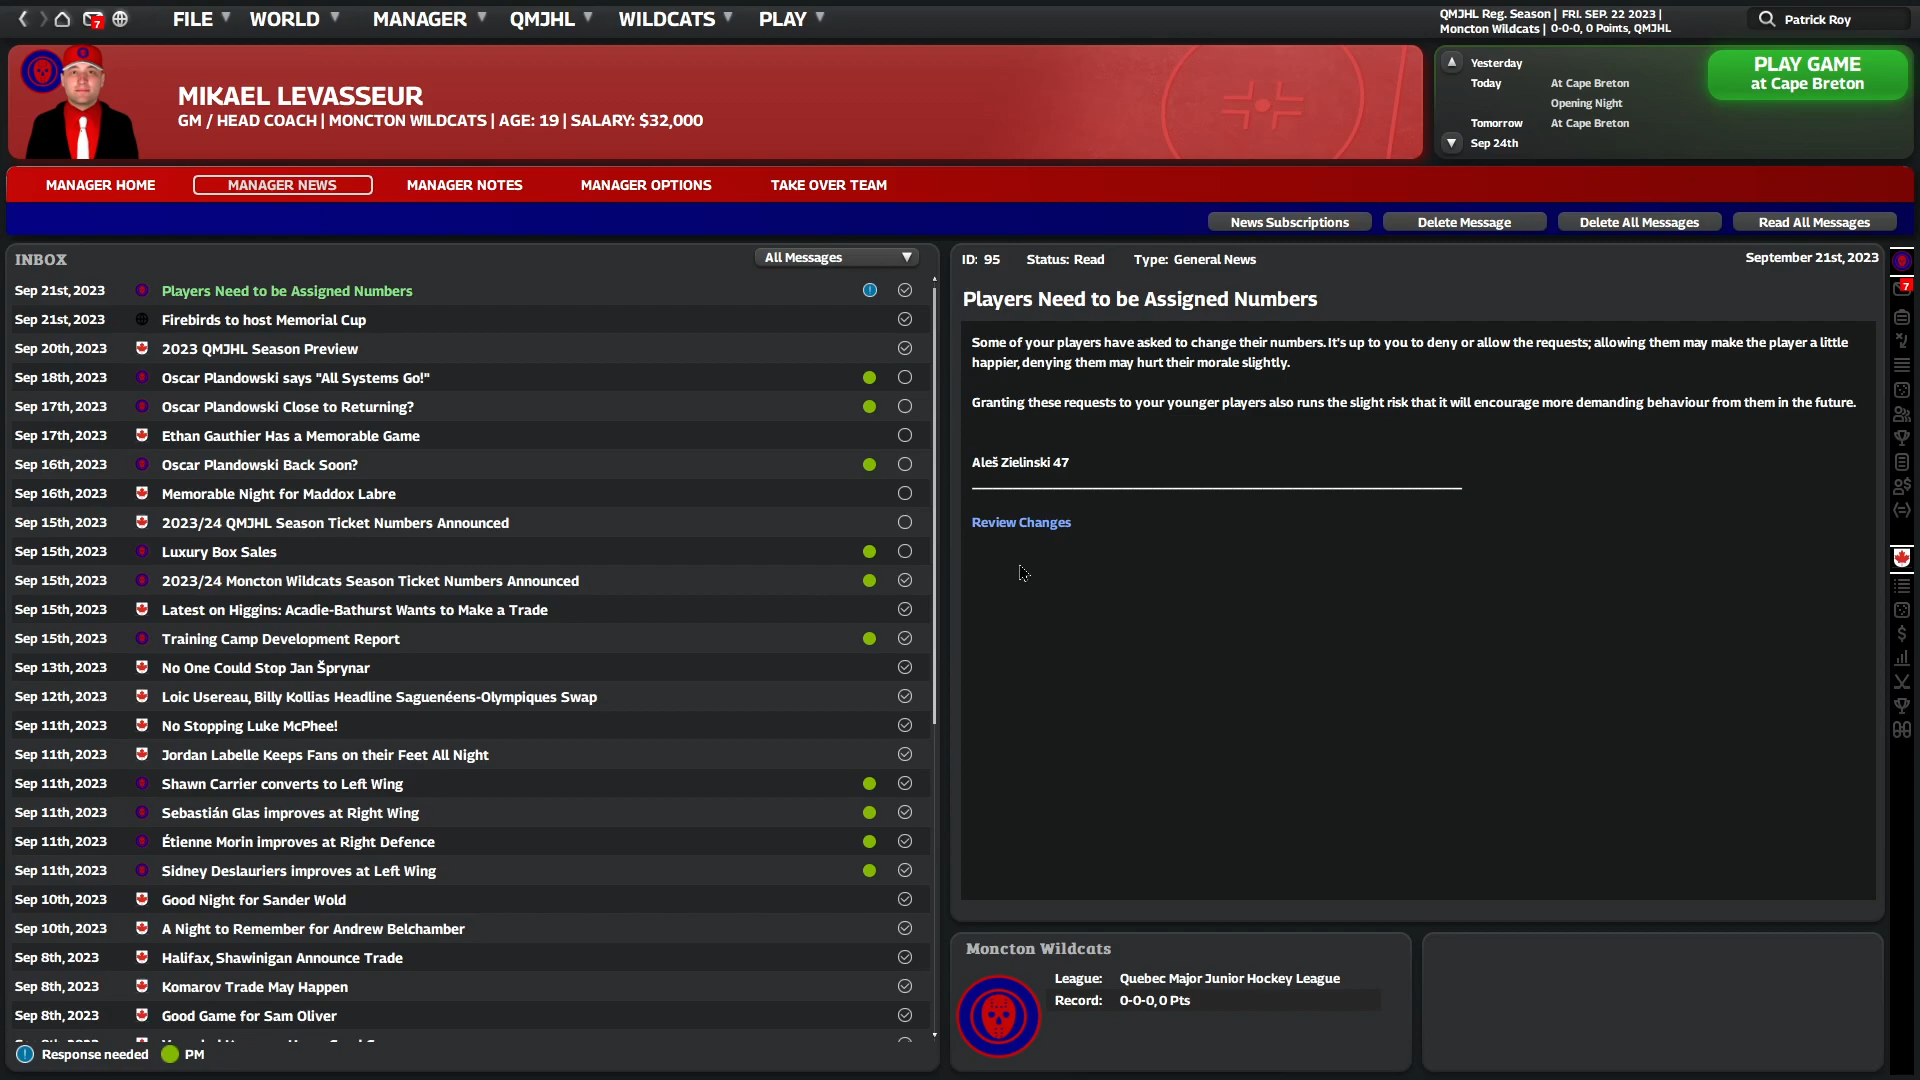 7
FILE
WORLD
MANAGER
QMJHL
WILDCATS
PLAY
QMJHL Reg. Season | FRI. SEP. 22 2023 |
Moncton Wildcats | 0-0-0, 0 Points, QMJHL
Patrick Roy
MIKAEL LEVASSEUR
GM / HEAD COACH | MONCTON WILDCATS | AGE: 19 | SALARY: $32,000
Yesterday
Today At Cape Breton
Opening Night
Tomorrow At Cape Breton
Sep 24th
PLAY GAME
at Cape Breton
MANAGER HOME
MANAGER NEWS
MANAGER NOTES
MANAGER OPTIONS
TAKE OVER TEAM
News Subscriptions
Delete Message
Delete All Messages
Read All Messages
INBOX
All Messages
Sep 21st, 2023 Players Need to be Assigned Numbers
Sep 21st, 2023 Firebirds to host Memorial Cup
Sep 20th, 2023 2023 QMJHL Season Preview
Sep 18th, 2023 Oscar Plandowski says "All Systems Go!"
Sep 17th, 2023 Oscar Plandowski Close to Returning?
Sep 17th, 2023 Ethan Gauthier Has a Memorable Game
Sep 16th, 2023 Oscar Plandowski Back Soon?
Sep 16th, 2023 Memorable Night for Maddox Labre
Sep 15th, 2023 2023/24 QMJHL Season Ticket Numbers Announced
Sep 15th, 2023 Luxury Box Sales
Sep 15th, 2023 2023/24 Moncton Wildcats Season Ticket Numbers Announced
Sep 15th, 2023 Latest on Higgins: Acadie-Bathurst Wants to Make a Trade
Sep 15th, 2023 Training Camp Development Report
Sep 13th, 2023 No One Could Stop Jan Šprynar
Sep 12th, 2023 Loic Usereau, Billy Kollias Headline Saguenéens-Olympiques Swap
Sep 11th, 2023 No Stopping Luke McPhee!
Sep 11th, 2023 Jordan Labelle Keeps Fans on their Feet All Night
Sep 11th, 2023 Shawn Carrier converts to Left Wing
Sep 11th, 2023 Sebastián Glas improves at Right Wing
Sep 11th, 2023 Étienne Morin improves at Right Defence
Sep 11th, 2023 Sidney Deslauriers improves at Left Wing
Sep 10th, 2023 Good Night for Sander Wold
Sep 10th, 2023 A Night to Remember for Andrew Belchamber
Sep 8th, 2023 Halifax, Shawinigan Announce Trade
Sep 8th, 2023 Komarov Trade May Happen
Sep 8th, 2023 Good Game for Sam Oliver
Response needed
PM
ID: 95 Status: Read Type: General News
September 21st, 2023
Players Need to be Assigned Numbers
Some of your players have asked to change their numbers. It's up to you to deny or allow the requests; allowing them may make the player a little
happier, denying them may hurt their morale slightly.
Granting these requests to your younger players also runs the slight risk that it will encourage more demanding behaviour from them in the future.
Aleš Zielinski 47
Review Changes
Moncton Wildcats
League: Quebec Major Junior Hockey League
Record: 0-0-0, 0 Pts
7